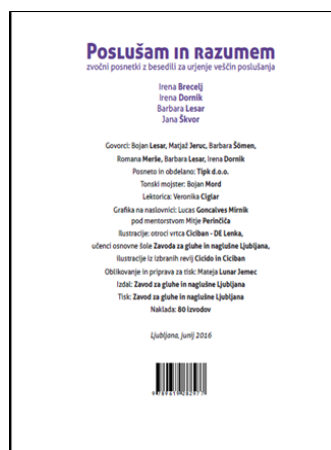 Poslušam in razumem
zvočni posnetki z besedili za urjenje veščin poslušanja
Irena Brecelj
Irena Dornik
Barbara Lesar
Jana Škvor
Govorci: Bojan Lesar, Matjaž Jeruc, Barbara Šömen,
Romana Merše, Barbara Lesar, Irena Dornik
Posneto in obdelano: Tipk d.o.o.
Tonski mojster: Bojan Mord
Lektorica: Veronika Ciglar
Grafika na naslovnici: Lucas Goncalves Mirnik
pod mentorstvom Mitje Perinčiča
Ilustracije: otroci vrtca Ciciban - DE Lenka,
učenci osnovne šole Zavoda za gluhe in naglušne Ljubljana,
ilustracije iz izbranih revij Cicido in Ciciban
Oblikovanje in priprava za tisk: Mateja Lunar Jemec
Izdal: Zavod za gluhe in naglušne Ljubljana
Tisk: Zavod za gluhe in naglušne Ljubljana
Naklada: 80 izvodov
Ljubljana, junij 2016